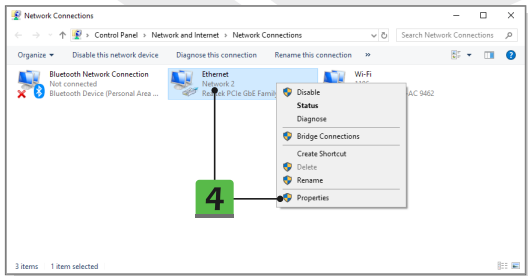 Network Connections
Control Panel > Network and Internet > Network Connections
Search Network Connections
Organize
Disable this network device
Diagnose this connection
Rename this connection
»
Bluetooth Network Connection
Not connected
Bluetooth Device (Personal Area ...
Ethernet
Network 2
Realtek PCIe GbE Family
Wi-Fi
AC 9462
Disable
Status
Diagnose
Bridge Connections
Create Shortcut
Delete
Rename
Properties
4
3 items
1 item selected